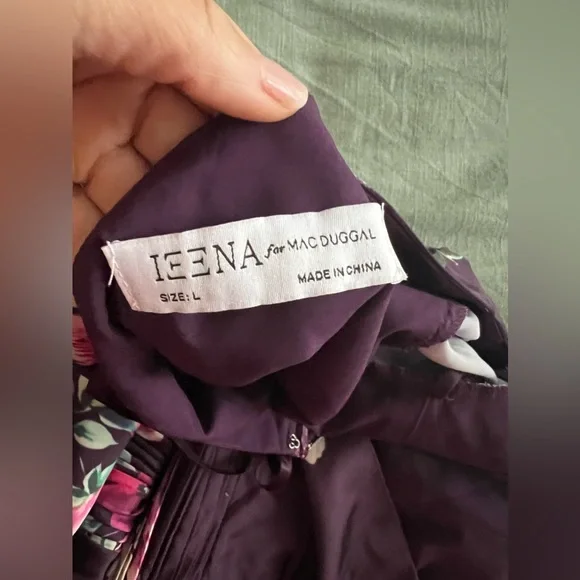 IEENA for MAC DUGGAL
SIZE: L MADE IN CHINA